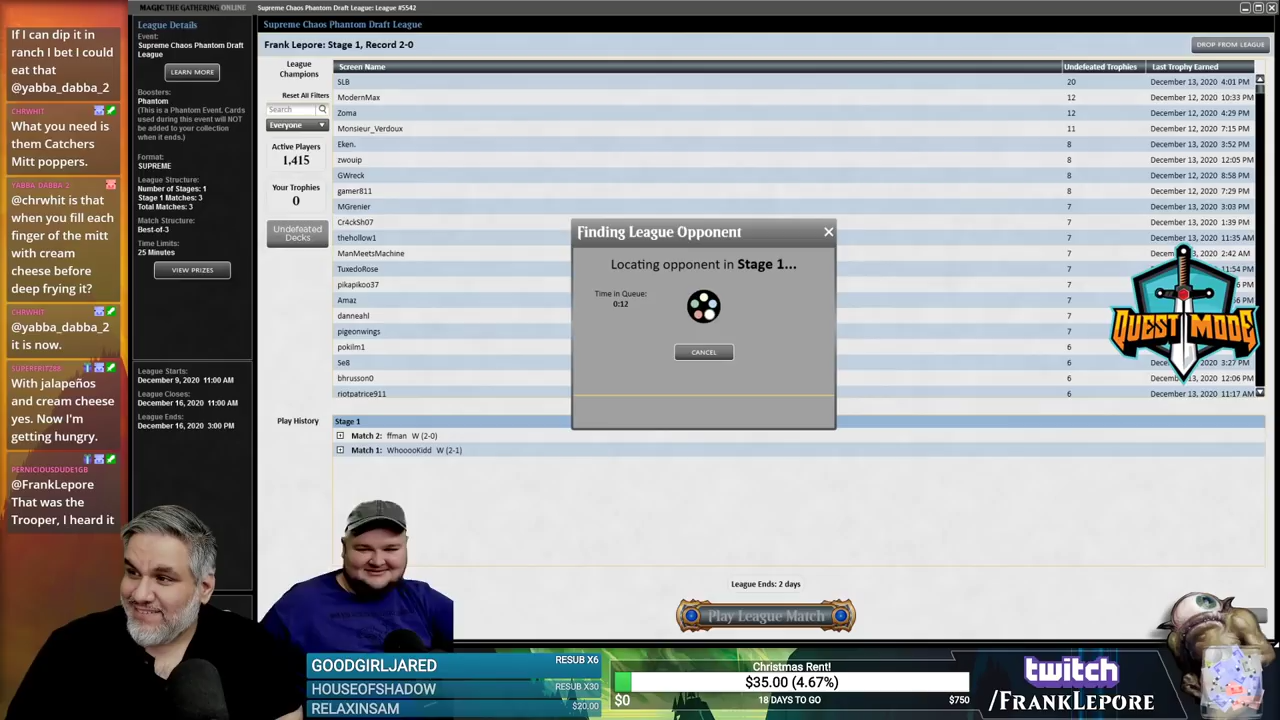 If I can dip it in
ranch I bet I could
eat that
@yabba_dabba_2
CHRWHIT
What you need is
them Catchers
Mitt poppers.
YABBA_DABBA_2
@chrwhit is that
when you fill each
finger of the mitt
with cream
cheese before
deep frying it?
CHRWHIT
@yabba_dabba_2
it is now.
SUPERFRITZ88
With jalapeños
and cream cheese
yes. Now I'm
getting hungry.
PERNICIOUSDUDE1GB
@FrankLepore
That was the
Trooper, I heard it
MAGIC THE GATHERING ONLINE
Supreme Chaos Phantom Draft League: League #5542
League Details
Event:
Supreme Chaos Phantom Draft
League
LEARN MORE
Boosters:
Phantom
(This is a Phantom Event. Cards
used during this event will NOT
be added to your collection
when it ends.)
Format:
SUPREME
League Structure:
Number of Stages: 1
Stage 1 Matches: 3
Total Matches: 3
Match Structure:
Best-of-3
Time Limits:
25 Minutes
VIEW PRIZES
League Starts:
December 9, 2020 11:00 AM
League Closes:
December 16, 2020 11:00 AM
League Ends:
December 16, 2020 3:00 PM
Supreme Chaos Phantom Draft League
Frank Lepore: Stage 1, Record 2-0
DROP FROM LEAGUE
League
Champions
Reset All Filters
Search
Everyone
Active Players
1,415
Your Trophies
0
Undefeated
Decks
Screen Name Undefeated Trophies Last Trophy Earned
SLB 20 December 13, 2020 4:01 PM
ModernMax 12 December 12, 2020 10:33 PM
Zoma 12 December 12, 2020 4:29 PM
Monsieur_Verdoux 11 December 12, 2020 7:15 PM
Eken. 8 December 13, 2020 3:52 PM
zwouip 8 December 13, 2020 12:05 PM
GWreck 8 December 12, 2020 8:58 PM
gamer811 8 December 12, 2020 7:29 PM
MGrenier 7 December 13, 2020 3:03 PM
Cr4ckSh07 7 December 13, 2020 1:39 PM
thehollow1 7 December 13, 2020 11:35 AM
ManMeetsMachine 7 December 13, 2020 2:42 AM
TuxedoRose 7 11:54 PM
pikapikoo37 7
Amaz 7
danneahl 7
pigeonwings 7
pokilm1 6
Se8 6 3:27 PM
bhrusson0 6 December 13, 2020 12:06 PM
riotpatrice911 6 December 13, 2020 11:17 AM
Finding League Opponent
Locating opponent in Stage 1...
Time in Queue:
0:12
CANCEL
QUEST MODE
Play History
Stage 1
Match 2: ffman W (2-0)
Match 1: WhooooKidd W (2-1)
League Ends: 2 days
Play League Match
GOODGIRLJARED RESUB X6
HOUSEOFSHADOW RESUB X30
RELAXINSAM $20.00
Christmas Rent!
$35.00 (4.67%)
$0 18 DAYS TO GO $750
twitch
/FRANKLEPORE